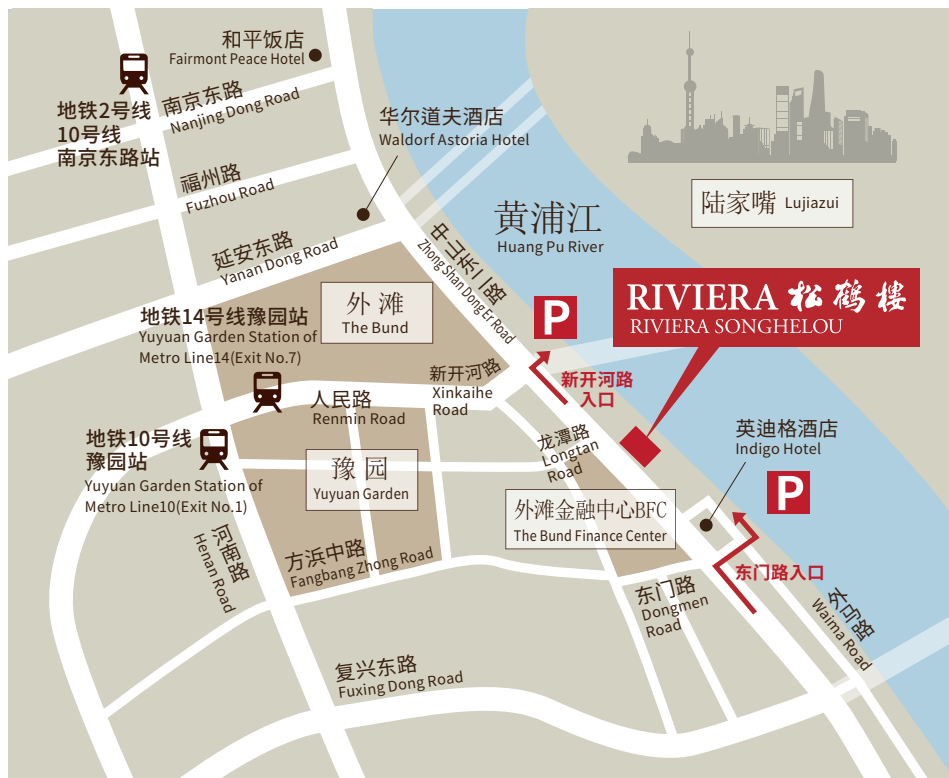 和平饭店
Fairmont Peace Hotel
地铁2号线
10号线
南京东路站
南京东路
Nanjing Dong Road
华尔道夫酒店
Waldorf Astoria Hotel
福州路
Fuzhou Road
陆家嘴 Lujiazui
黄浦江
Huang Pu River
延安东路
Yanan Dong Road
中山东二路
Zhong Shan Dong Er Road
RIVIERA 松鹤樓
RIVIERA SONGHELOU
外滩
The Bund
P
地铁14号线豫园站
Yuyuan Garden Station of
Metro Line14(Exit No.7)
新开河路
Xinkaihe
Road
新开河路
入口
人民路
Renmin Road
地铁10号线
豫园站
Yuyuan Garden Station of
Metro Line10(Exit No.1)
龙潭路
Longtan
Road
英迪格酒店
Indigo Hotel
豫园
Yuyuan Garden
P
外滩金融中心BFC
The Bund Finance Center
河南路
Henan Road
方浜中路
Fangbang Zhong Road
东门路入口
东门路
Dongmen
Road
外马路
Waima Road
复兴东路
Fuxing Dong Road